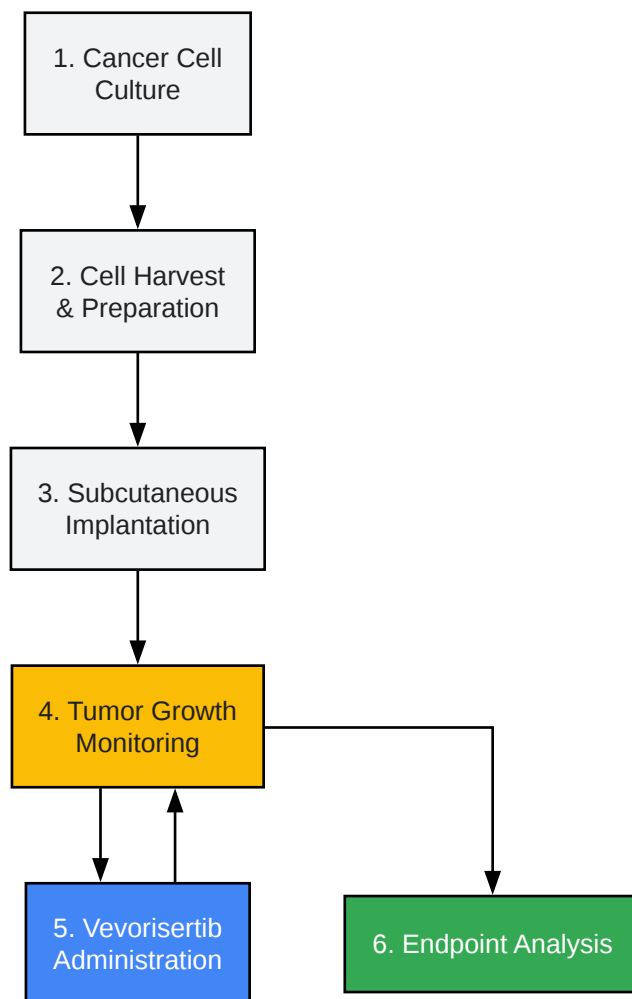 1. Cancer Cell
Culture
2. Cell Harvest
& Preparation
3. Subcutaneous
Implantation
4. Tumor Growth
Monitoring
5. Vevorisertib
Administration
6. Endpoint Analysis